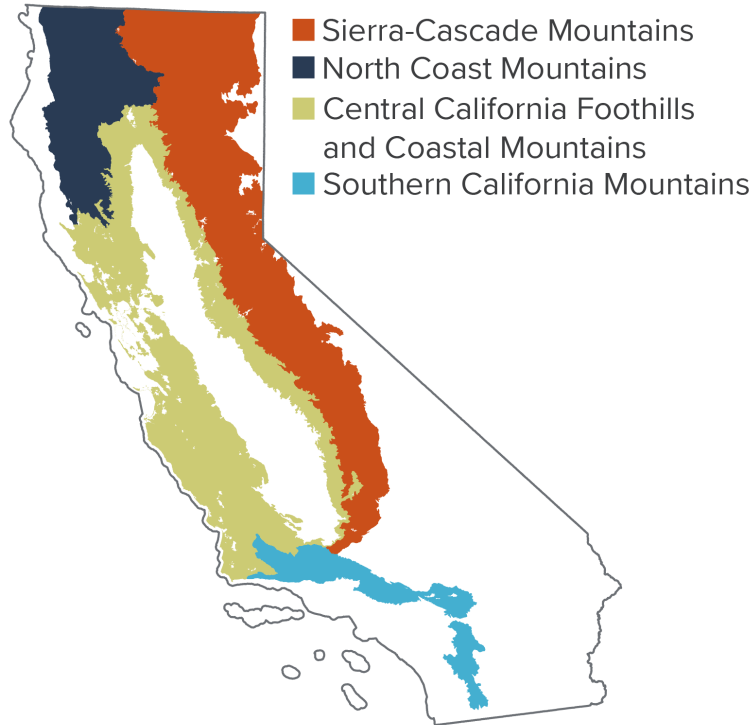 Sierra-Cascade Mountains
North Coast Mountains
Central California Foothills
and Coastal Mountains
Southern California Mountains